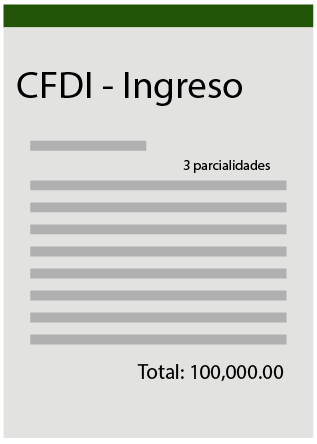 CFDI - Ingreso
3 parcialidades
Total: 100,000.00